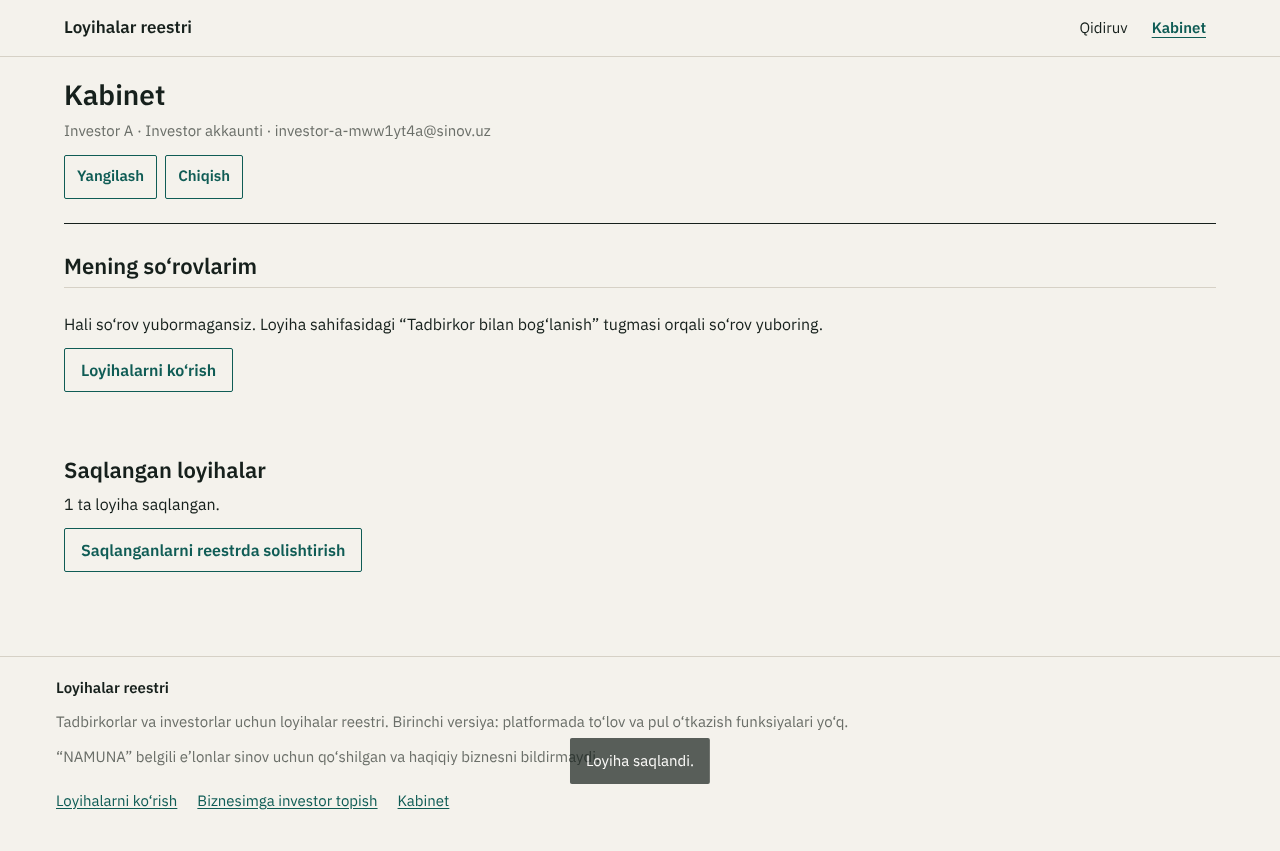 Loyihalar reestri
Qidiruv
Kabinet
Kabinet
Investor A · Investor akkaunti · investor-a-mww1yt4a@sinov.uz
Yangilash
Chiqish
Mening so‘rovlarim
Hali so‘rov yubormagansiz. Loyiha sahifasidagi “Tadbirkor bilan bog‘lanish” tugmasi orqali so‘rov yuboring.
Loyihalarni ko‘rish
Saqlangan loyihalar
1 ta loyiha saqlangan.
Saqlanganlarni reestrda solishtirish
Loyihalar reestri
Tadbirkorlar va investorlar uchun loyihalar reestri. Birinchi versiya: platformada to‘lov va pul o‘tkazish funksiyalari yo‘q.
“NAMUNA” belgili e’lonlar sinov uchun qo‘shilgan va haqiqiy biznesni bildirmaydi.
Loyiha saqlandi.
Loyihalarni ko‘rish
Biznesimga investor topish
Kabinet